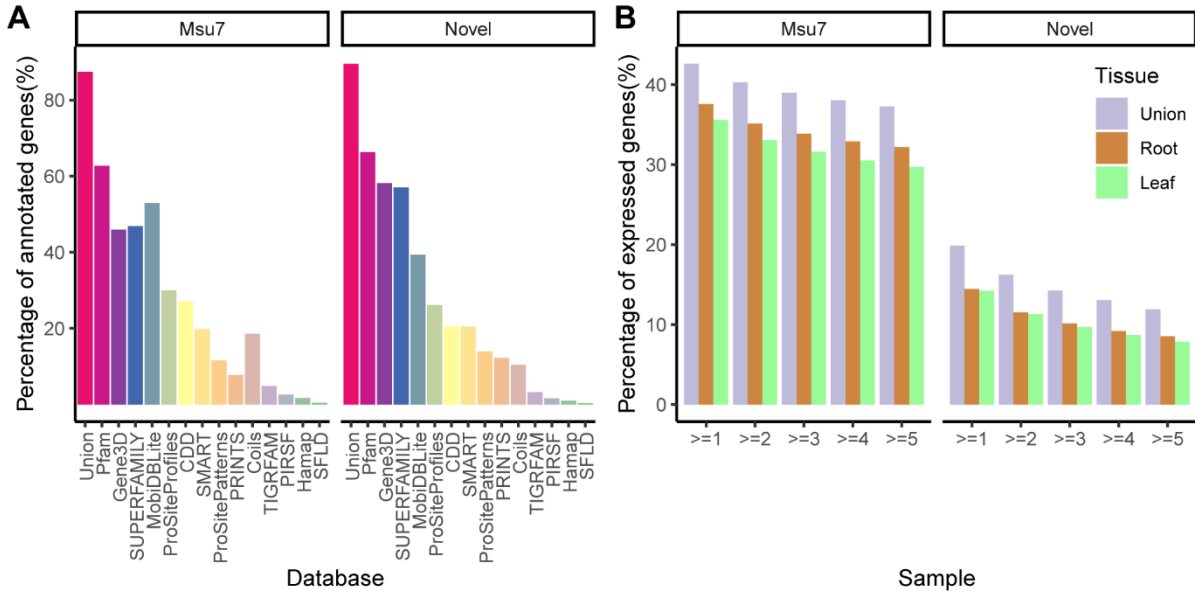 A
Msu7
Novel
Percentage of annotated genes(%)
80
60
40
20
Union
Pfam
Gene3D
SUPERFAMILY
MobiDBLite
ProSiteProfiles
CDD
SMART
ProSitePatterns
PRINTS
Coils
TIGRFAM
PIRSF
Hamap
SFLD
Union
Pfam
Gene3D
SUPERFAMILY
MobiDBLite
ProSiteProfiles
CDD
SMART
ProSitePatterns
PRINTS
Coils
TIGRFAM
PIRSF
Hamap
SFLD
Database
B
Msu7
Novel
Percentage of expressed genes(%)
40
30
20
10
0
Tissue
Union
Root
Leaf
>=1 >=2 >=3 >=4 >=5
>=1 >=2 >=3 >=4 >=5
Sample